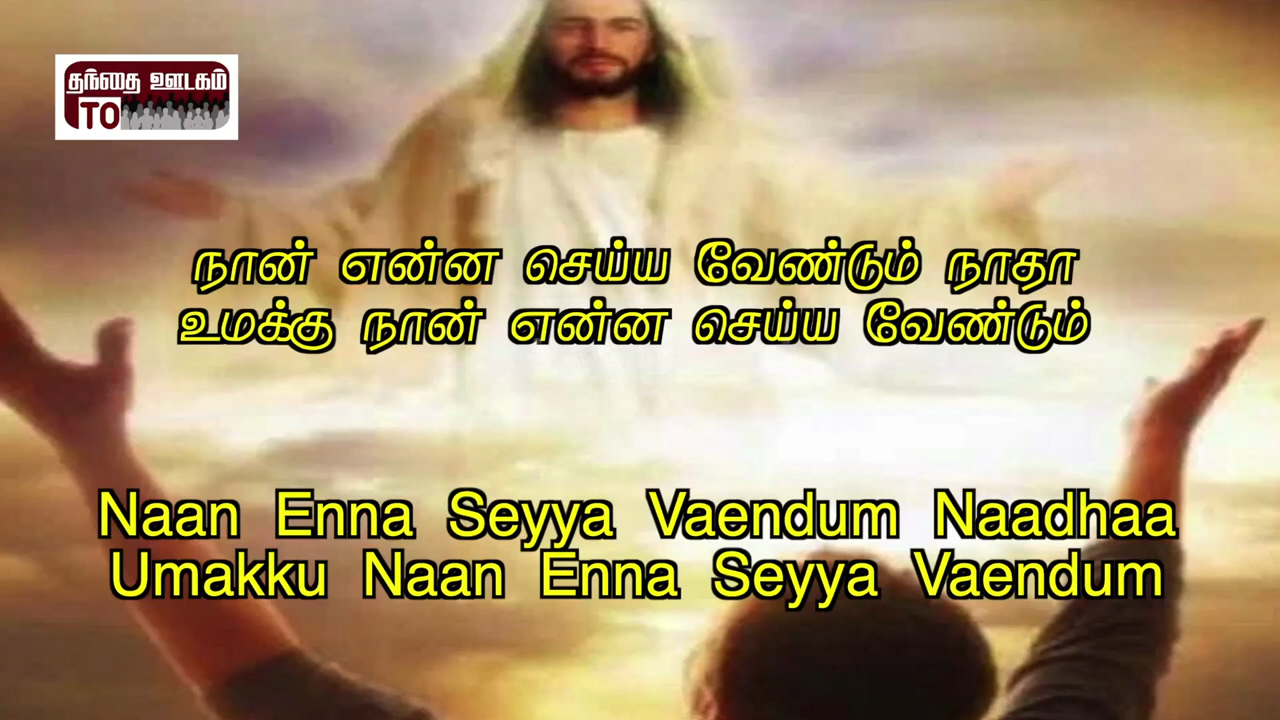 தந்தை ஊடகம்
TO
நான் என்ன செய்ய வேண்டும் நாதா
உமக்கு நான் என்ன செய்ய வேண்டும்
Naan Enna Seyya Vaendum Naadhaa
Umakku Naan Enna Seyya Vaendum